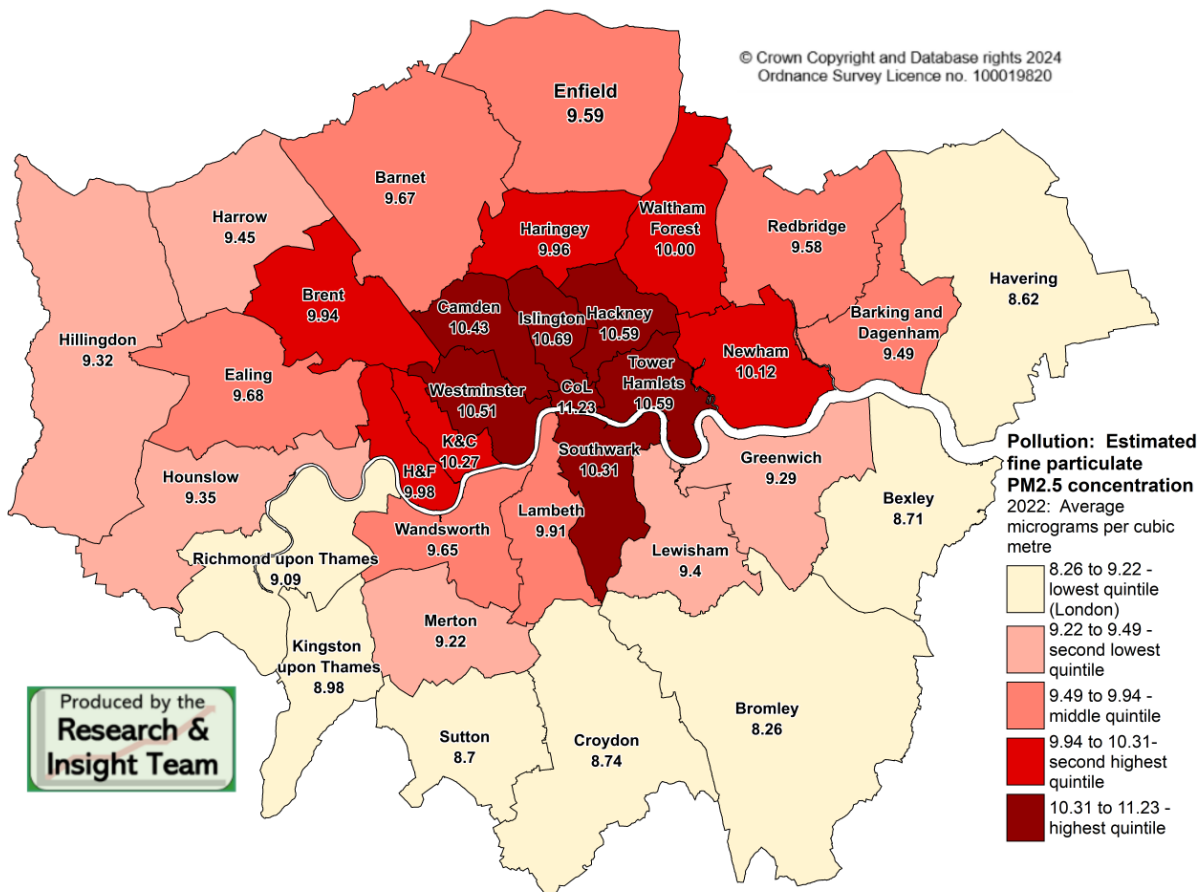 © Crown Copyright and Database rights 2024
Ordnance Survey Licence no. 100019820
Enfield
9.59
Barnet
9.67
Harrow
9.45
Haringey
9.96
Waltham
Forest
10.00
Redbridge
9.58
Havering
8.62
Brent
9.94
Camden
10.43
Islington
10.69
Hackney
10.59
Barking and
Dagenham
9.49
Hillingdon
9.32
Ealing
9.68
Westminster
10.51
CoL
11.23
Tower
Hamlets
10.59
Newham
10.12
K&C
10.27
H&F
9.98
Southwark
10.31
Greenwich
9.29
Hounslow
9.35
Bexley
8.71
Wandsworth
9.65
Lambeth
9.91
Lewisham
9.4
Richmond upon Thames
9.09
Merton
9.22
Kingston
upon Thames
8.98
Sutton
8.7
Croydon
8.74
Bromley
8.26
Pollution: Estimated
fine particulate
PM2.5 concentration
2022: Average
micrograms per cubic
metre
8.26 to 9.22 -
lowest quintile
(London)
9.22 to 9.49 -
second lowest
quintile
9.49 to 9.94 -
middle quintile
9.94 to 10.31-
second highest
quintile
10.31 to 11.23 -
highest quintile
Produced by the
Research &
Insight Team